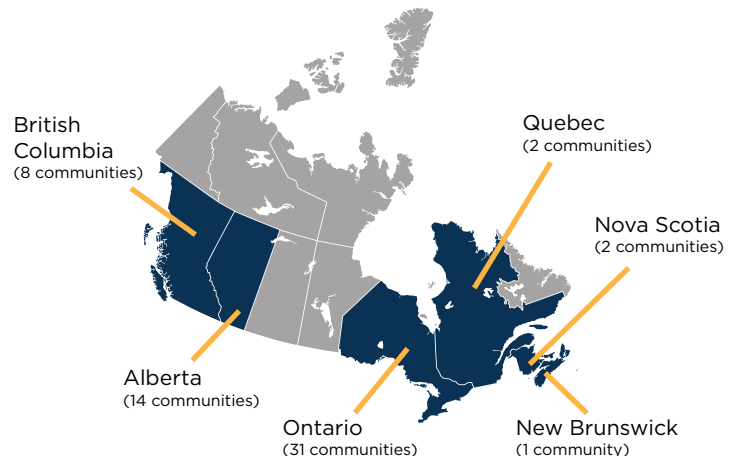 British
Columbia
(8 communities)
Quebec
(2 communities)
Nova Scotia
(2 communities)
Alberta
(14 communities)
Ontario
(31 communities)
New Brunswick
(1 community)